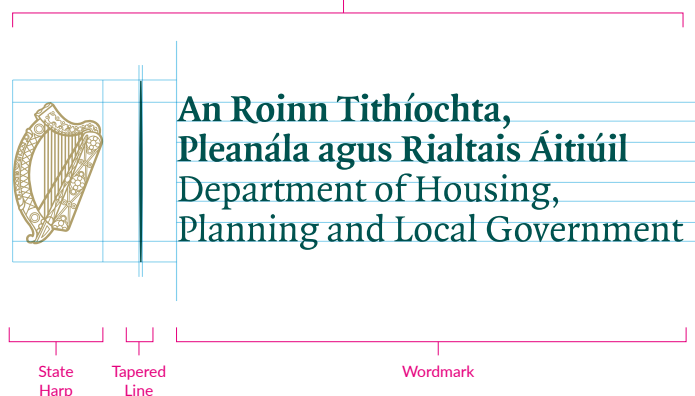 An Roinn Tithíochta,
Pleanála agus Rialtais Áitiúil
Department of Housing,
Planning and Local Government
State
Harp
Tapered
Line
Wordmark